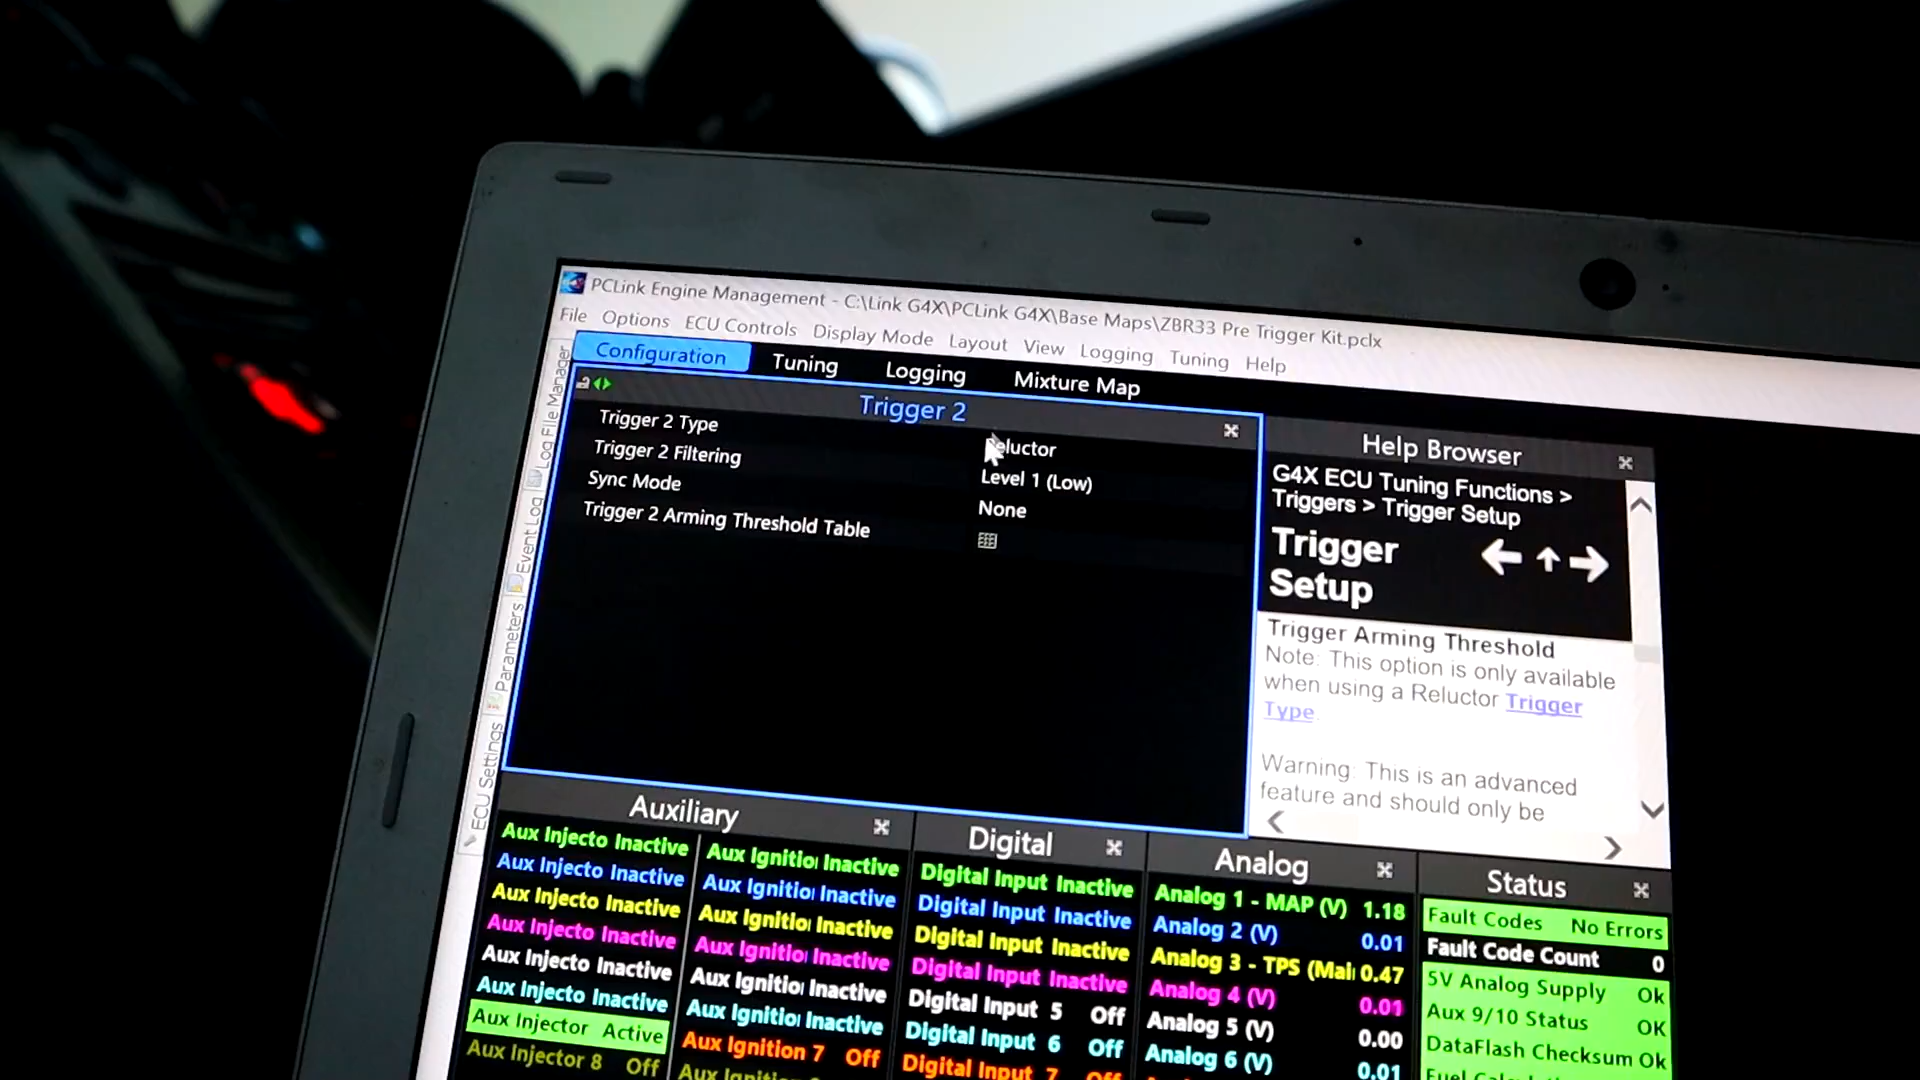 PCLink Engine Management - C:\Link G4X\PCLink G4X\Base Maps\ZBR33 Pre Trigger Kit.pclx
File Options ECU Controls Display Mode Layout View Logging Tuning Help
Configuration Tuning Logging Mixture Map
Log File Manager
Event Log
Parameters
ECU Settings
Trigger 2
Trigger 2 Type Reluctor
Trigger 2 Filtering Level 1 (Low)
Sync Mode None
Trigger 2 Arming Threshold Table
Help Browser
G4X ECU Tuning Functions >
Triggers > Trigger Setup
Trigger
Setup
Trigger Arming Threshold
Note: This option is only available
when using a Reluctor Trigger
Type.
Warning: This is an advanced
feature and should only be
Auxiliary
Aux Injecto Inactive
Aux Injecto Inactive
Aux Injecto Inactive
Aux Injecto Inactive
Aux Injecto Inactive
Aux Injecto Inactive
Aux Injector Active
Aux Injector 8 Off
Aux Ignitio Inactive
Aux Ignitio Inactive
Aux Ignitio Inactive
Aux Ignitio Inactive
Aux Ignitio Inactive
Aux Ignitio Inactive
Aux Ignition 7 Off
Digital
Digital Input Inactive
Digital Input Inactive
Digital Input Inactive
Digital Input Inactive
Digital Input 5 Off
Digital Input 6 Off
Digital Input 7 Off
Analog
Analog 1 - MAP (V) 1.18
Analog 2 (V) 0.01
Analog 3 - TPS (Mai 0.47
Analog 4 (V) 0.01
Analog 5 (V) 0.00
Analog 6 (V) 0.01
Status
Fault Codes No Errors
Fault Code Count 0
5V Analog Supply Ok
Aux 9/10 Status OK
DataFlash Checksum Ok